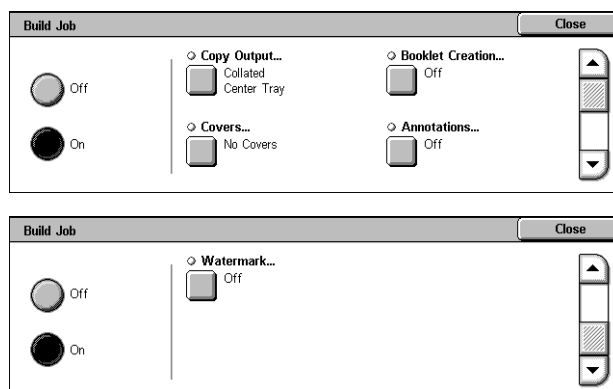 Build Job
Close
Off
On
Copy Output...
Collated
Center Tray
Booklet Creation...
Off
Covers...
No Covers
Annotations...
Off
Build Job
Close
Off
On
Watermark...
Off